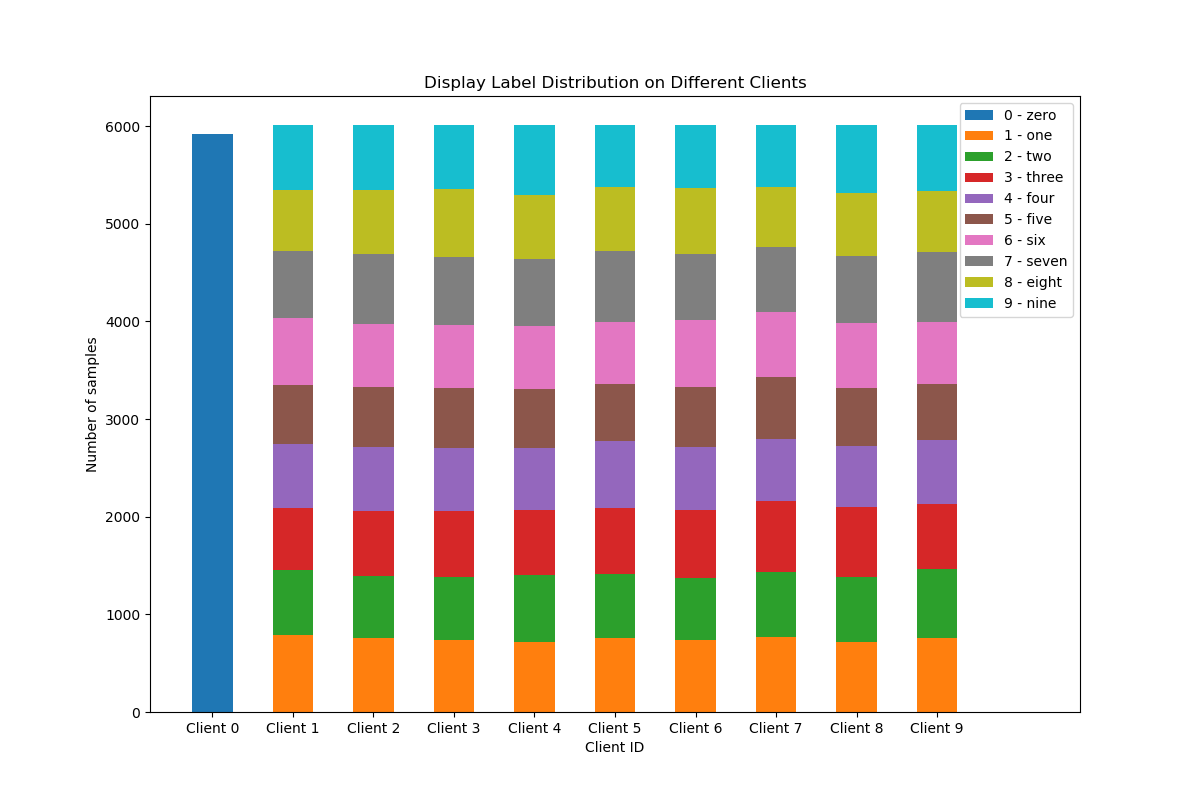 Display Label Distribution on Different Clients
Number of samples
6000
5000
4000
3000
2000
1000
0
Client 0
Client 1
Client 2
Client 3
Client 4
Client 5
Client 6
Client 7
Client 8
Client 9
Client ID
0 - zero
1 - one
2 - two
3 - three
4 - four
5 - five
6 - six
7 - seven
8 - eight
9 - nine